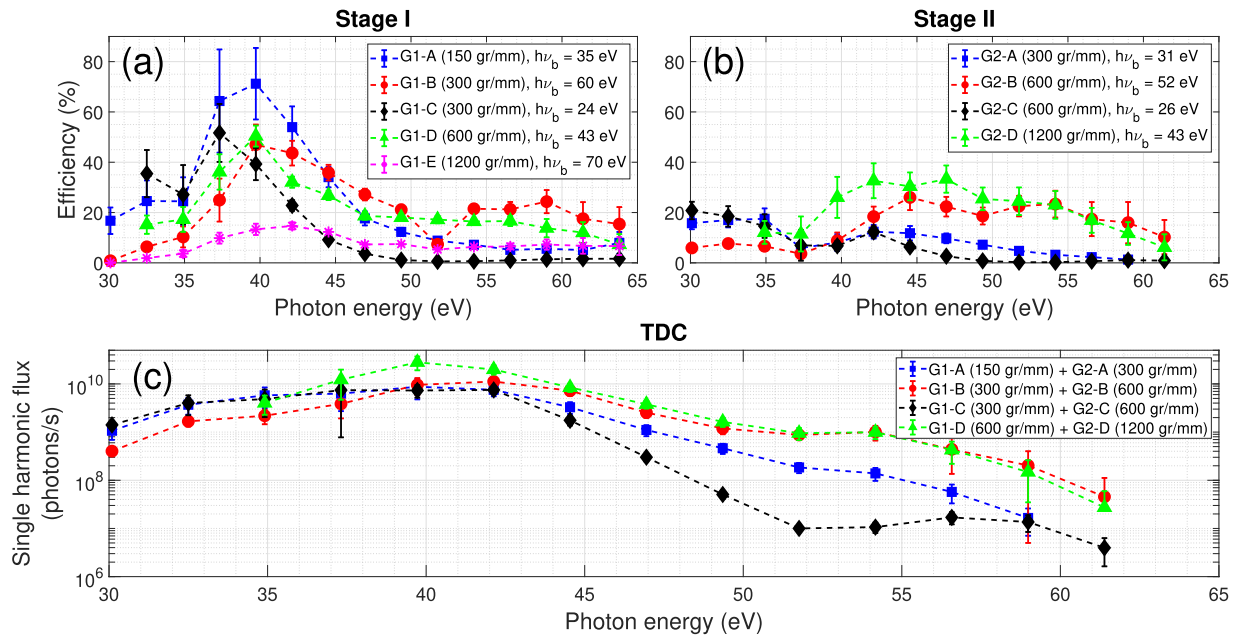 Stage I
(a)
G1-A (150 gr/mm), hν_b = 35 eV
G1-B (300 gr/mm), hν_b = 60 eV
G1-C (300 gr/mm), hν_b = 24 eV
G1-D (600 gr/mm), hν_b = 43 eV
G1-E (1200 gr/mm), hν_b = 70 eV
Efficiency (%)
80
60
40
20
0
30 35 40 45 50 55 60 65
Photon energy (eV)
Stage II
(b)
G2-A (300 gr/mm), hν_b = 31 eV
G2-B (600 gr/mm), hν_b = 52 eV
G2-C (600 gr/mm), hν_b = 26 eV
G2-D (1200 gr/mm), hν_b = 43 eV
80
60
40
20
0
30 35 40 45 50 55 60 65
Photon energy (eV)
TDC
(c)
G1-A (150 gr/mm) + G2-A (300 gr/mm)
G1-B (300 gr/mm) + G2-B (600 gr/mm)
G1-C (300 gr/mm) + G2-C (600 gr/mm)
G1-D (600 gr/mm) + G2-D (1200 gr/mm)
Single harmonic flux
(photons/s)
10^10
10^8
10^6
30 35 40 45 50 55 60 65
Photon energy (eV)